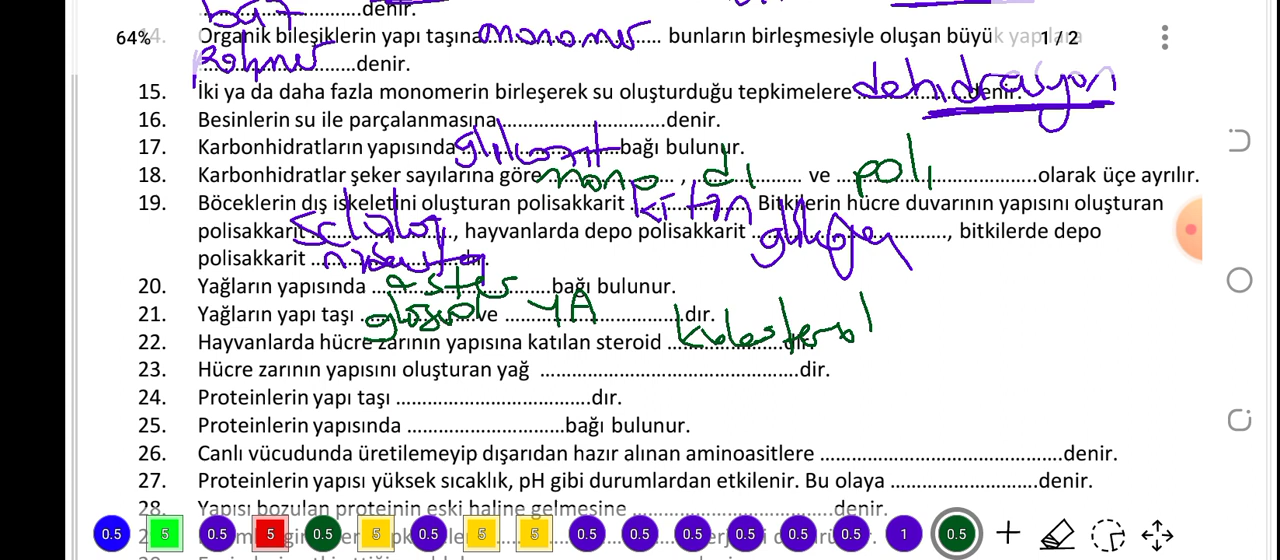 baz ...denir.
64% 4. Organik bileşiklerin yapı taşına monomer bunların birleşmesiyle oluşan büyük yapılara 1 / 2
Polimer denir.
15. İki ya da daha fazla monomerin birleşerek su oluşturduğu tepkimelere dehidrasyon denir.
16. Besinlerin su ile parçalanmasına..............................denir.
17. Karbonhidratların yapısında glikozit bağı bulunur.
18. Karbonhidratlar şeker sayılarına göre mono , di ve poli olarak üçe ayrılır.
19. Böceklerin dış iskeletini oluşturan polisakkarit kitin Bitkilerin hücre duvarının yapısını oluşturan
polisakkarit selüloz, hayvanlarda depo polisakkarit glikojen, bitkilerde depo
polisakkarit nişasta dır.
20. Yağların yapısında ester bağı bulunur.
21. Yağların yapı taşı gliserol ve YA dır.
22. Hayvanlarda hücre zarının yapısına katılan steroid kolesterol dir.
23. Hücre zarının yapısını oluşturan yağ ..............................................dir.
24. Proteinlerin yapı taşı ...................................dır.
25. Proteinlerin yapısında ............................bağı bulunur.
26. Canlı vücudunda üretilemeyip dışarıdan hazır alınan aminoasitlere ...........................................denir.
27. Proteinlerin yapısı yüksek sıcaklık, pH gibi durumlardan etkilenir. Bu olaya ..........................denir.
28. Yapısı bozulan proteinin eski haline gelmesine ....................................denir.
0.5 5 0.5 5 0.5 5 0.5 5 5 0.5 0.5 0.5 0.5 0.5 0.5 1 0.5